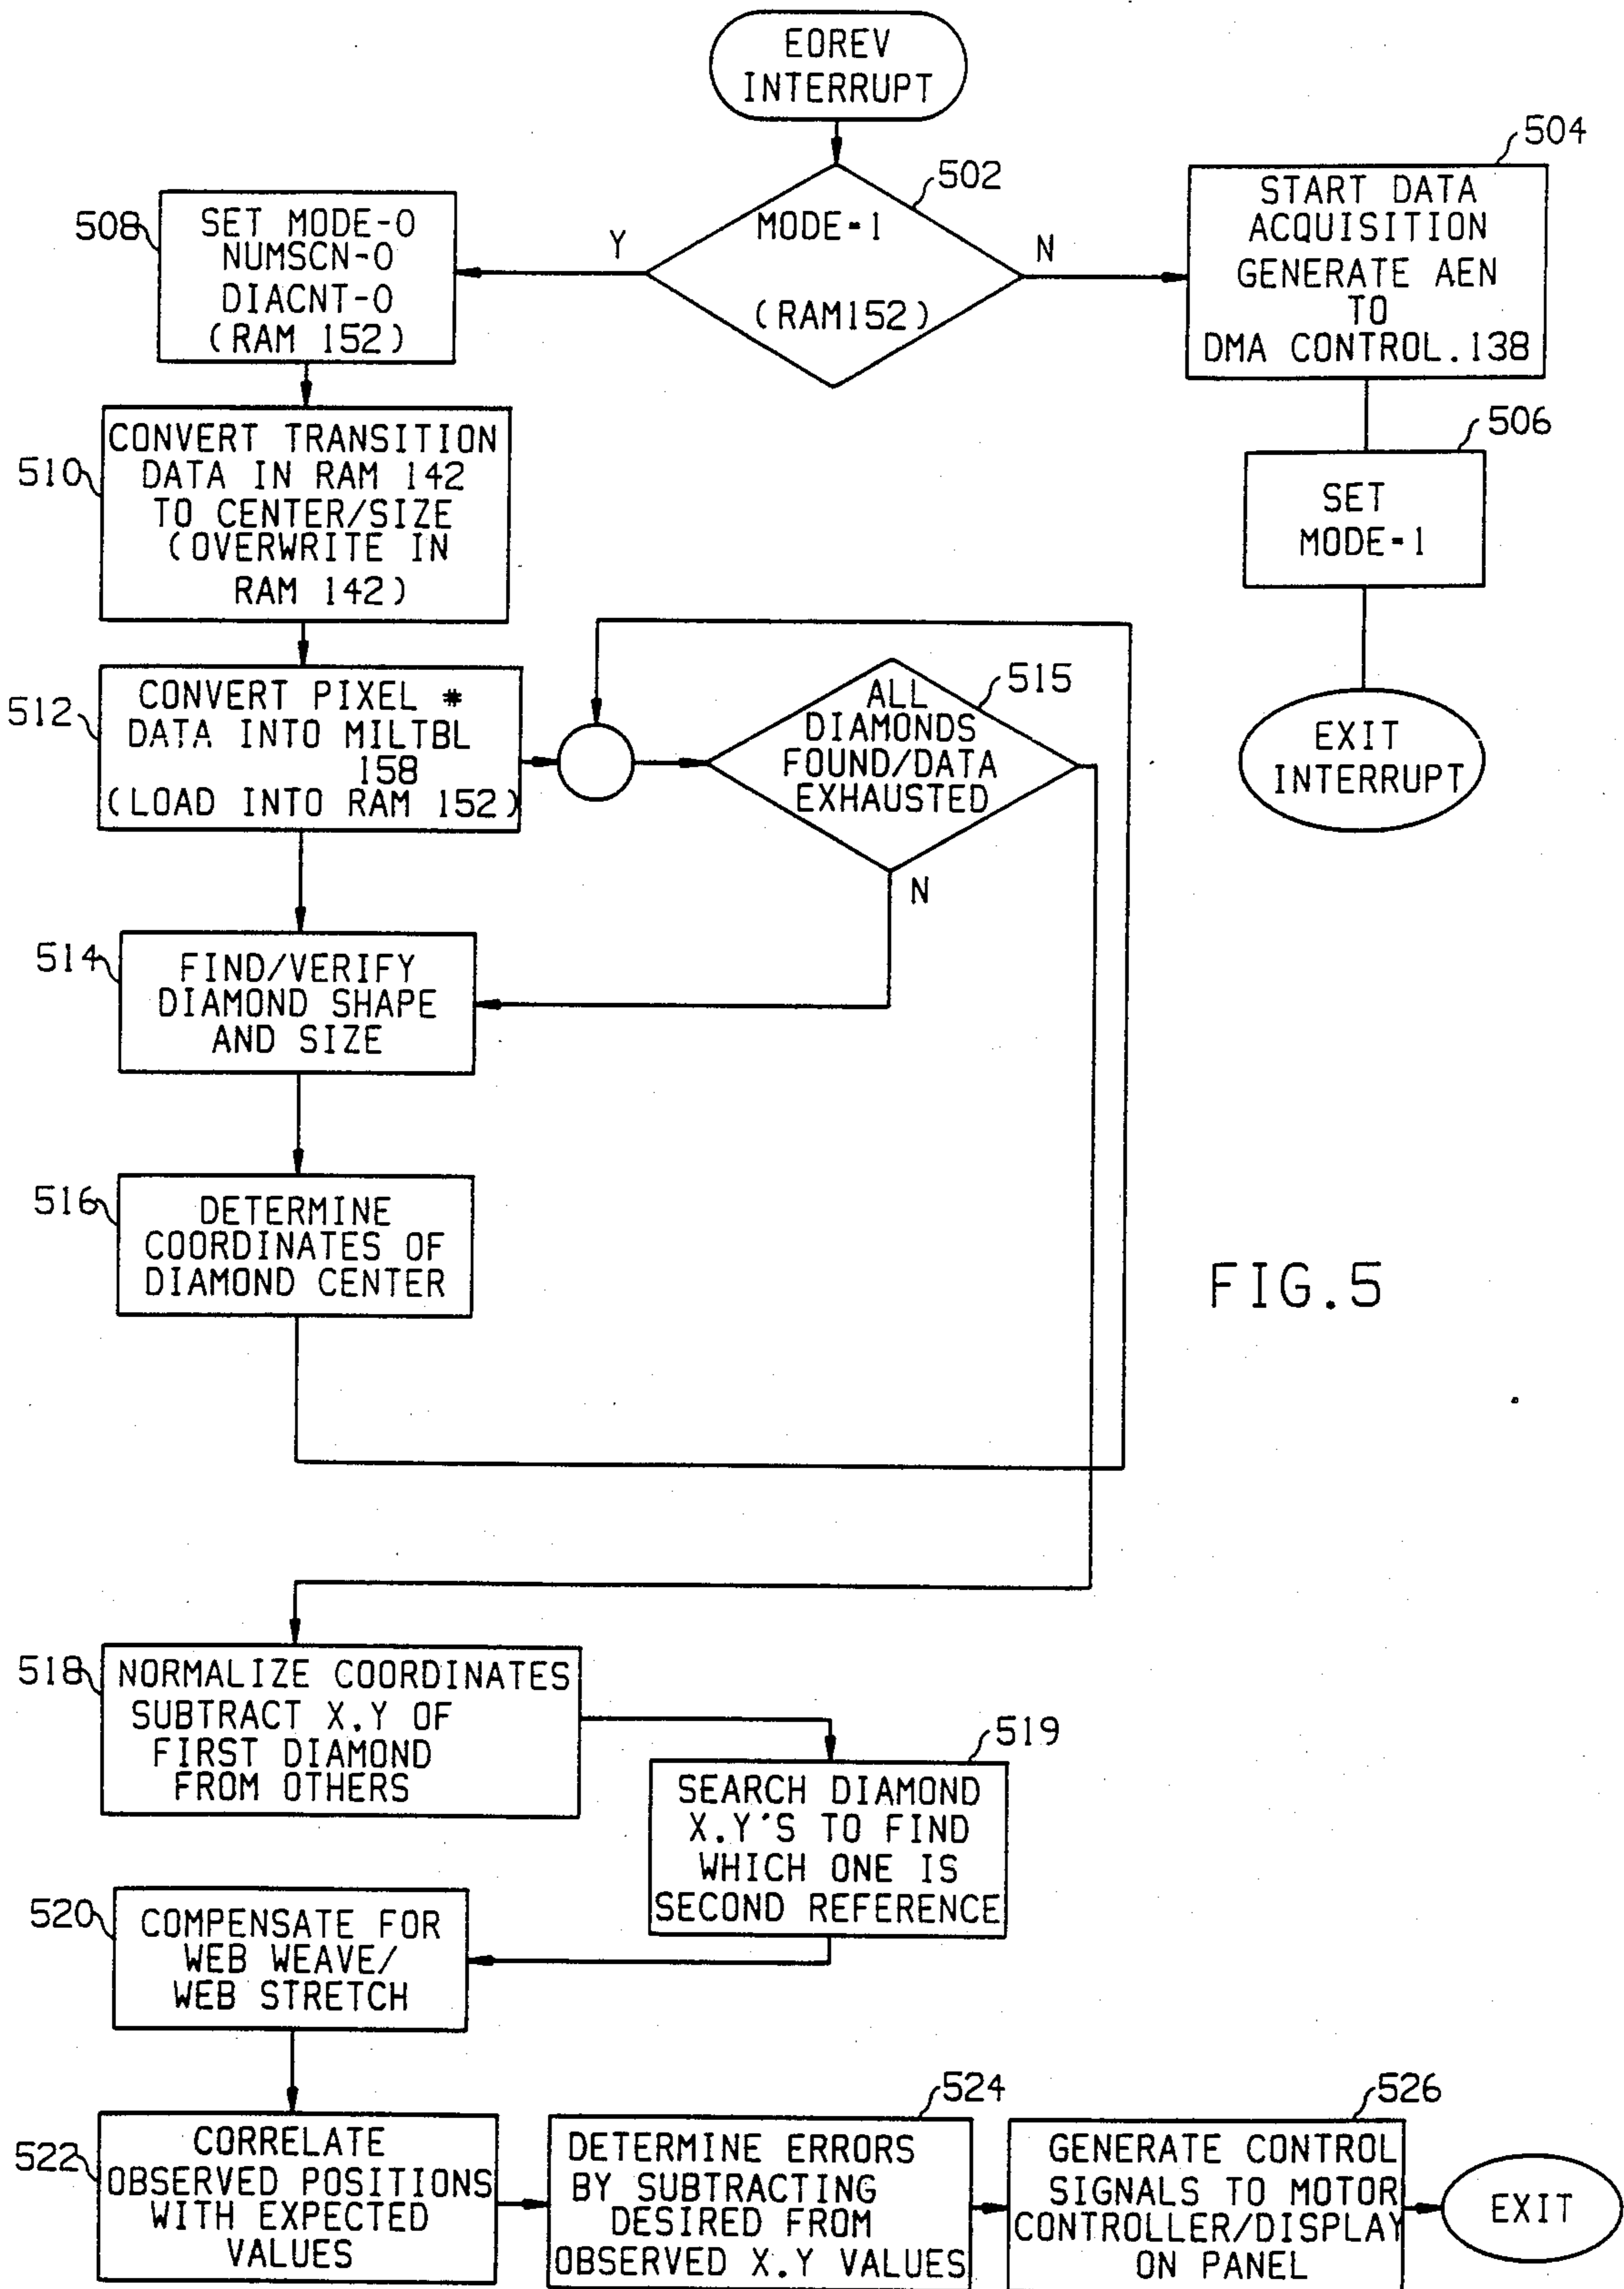 EOREV
INTERRUPT
502
MODE=1
(RAM152)
Y
N
504
START DATA
ACQUISITION
GENERATE AEN
TO
DMA CONTROL.138
506
SET
MODE=1
EXIT
INTERRUPT
508
SET MODE-0
NUMSCN-0
DIACNT-0
(RAM 152)
510
CONVERT TRANSITION
DATA IN RAM 142
TO CENTER/SIZE
(OVERWRITE IN
RAM 142)
512
CONVERT PIXEL #
DATA INTO MILTBL
158
(LOAD INTO RAM 152)
515
ALL
DIAMONDS
FOUND/DATA
EXHAUSTED
N
514
FIND/VERIFY
DIAMOND SHAPE
AND SIZE
516
DETERMINE
COORDINATES OF
DIAMOND CENTER
FIG.5
518
NORMALIZE COORDINATES
SUBTRACT X.Y OF
FIRST DIAMOND
FROM OTHERS
519
SEARCH DIAMOND
X.Y'S TO FIND
WHICH ONE IS
SECOND REFERENCE
520
COMPENSATE FOR
WEB WEAVE/
WEB STRETCH
522
CORRELATE
OBSERVED POSITIONS
WITH EXPECTED
VALUES
524
DETERMINE ERRORS
BY SUBTRACTING
DESIRED FROM
OBSERVED X.Y VALUES
526
GENERATE CONTROL
SIGNALS TO MOTOR
CONTROLLER/DISPLAY
ON PANEL
EXIT